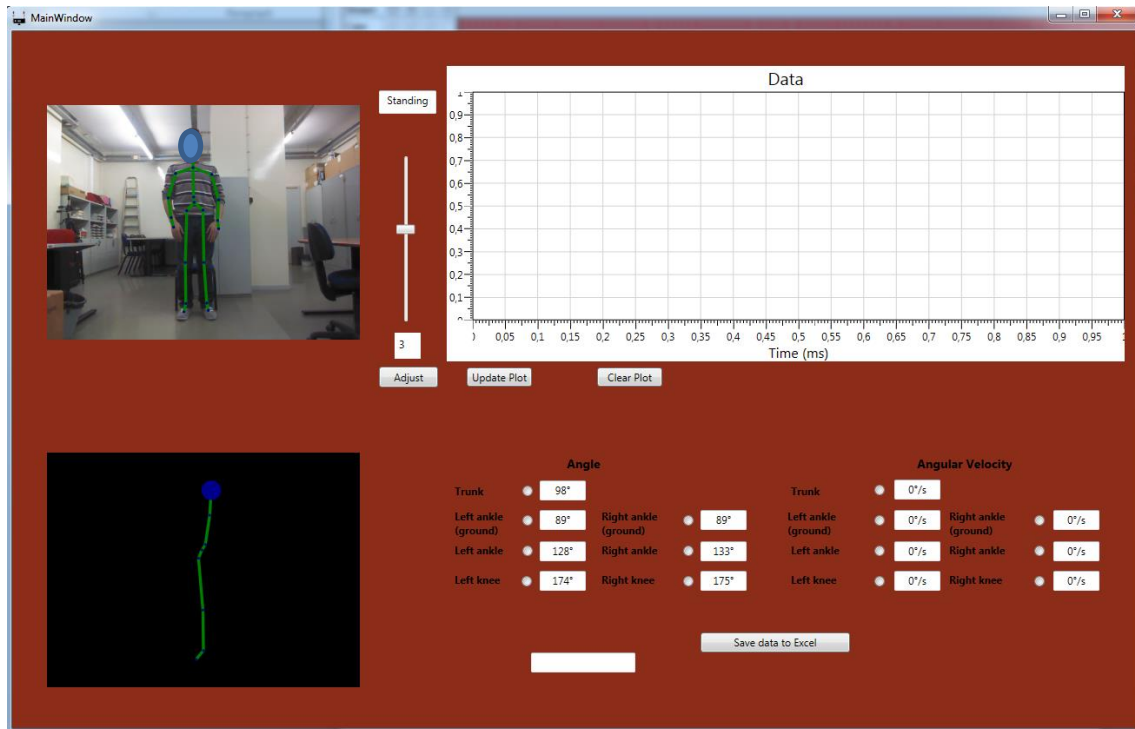 MainWindow
Data
Standing
1
0,9
0,8
0,7
0,6
0,5
0,4
0,3
0,2
0,1
0,05 0,1 0,15 0,2 0,25 0,3 0,35 0,4 0,45 0,5 0,55 0,6 0,65 0,7 0,75 0,8 0,85 0,9 0,95
Time (ms)
3
Adjust Update Plot Clear Plot
Angle Angular Velocity
Trunk 98° Trunk 0°/s
Left ankle (ground) 89° Right ankle (ground) 89° Left ankle (ground) 0°/s Right ankle (ground) 0°/s
Left ankle 128° Right ankle 133° Left ankle 0°/s Right ankle 0°/s
Left knee 174° Right knee 175° Left knee 0°/s Right knee 0°/s
Save data to Excel